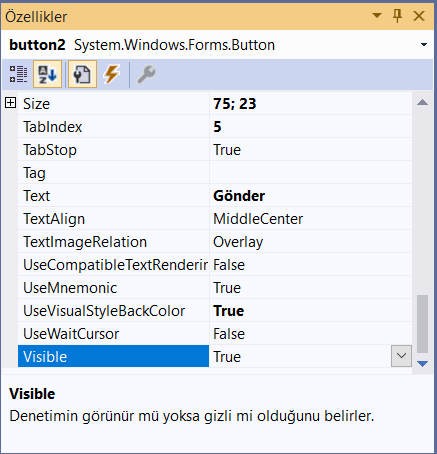 Özellikler
button2 System.Windows.Forms.Button
Size 75; 23
TabIndex 5
TabStop True
Tag
Text Gönder
TextAlign MiddleCenter
TextImageRelation Overlay
UseCompatibleTextRenderin False
UseMnemonic True
UseVisualStyleBackColor True
UseWaitCursor False
Visible True
Visible
Denetimin görünür mü yoksa gizli mi olduğunu belirler.